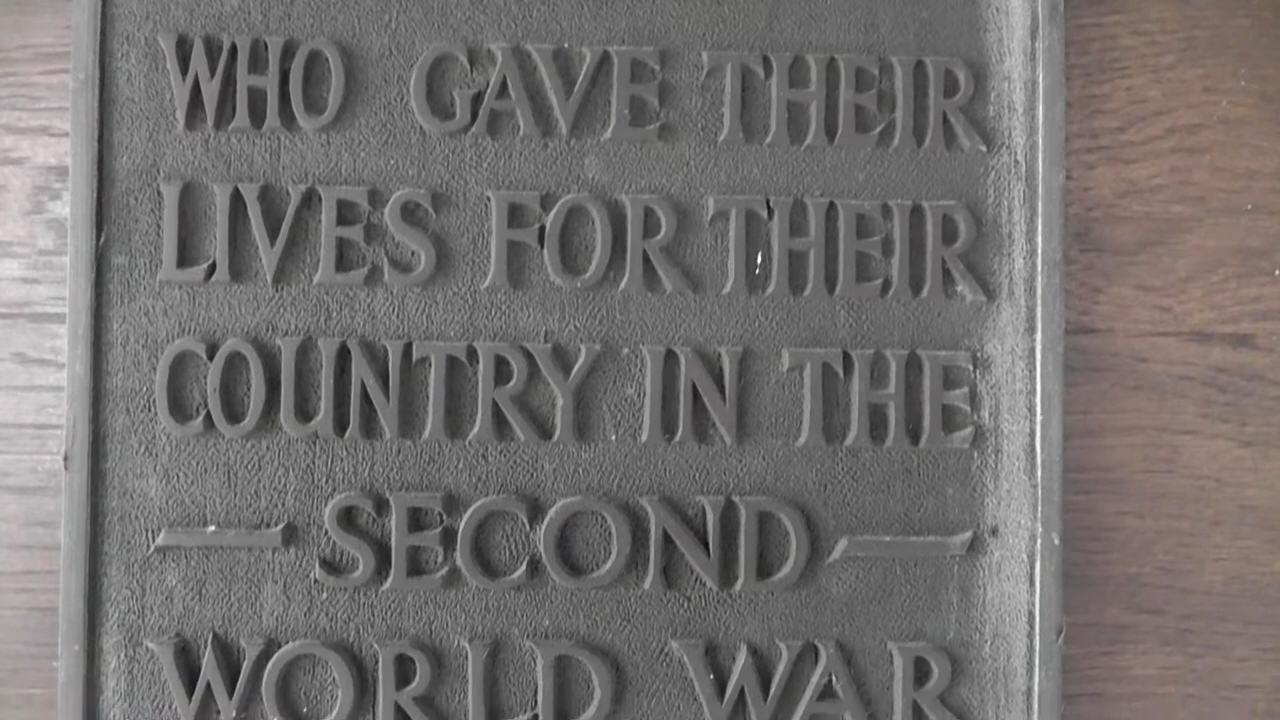 WHO GAVE THEIR
LIVES FOR THEIR
COUNTRY IN THE
— SECOND —
WORLD WAR